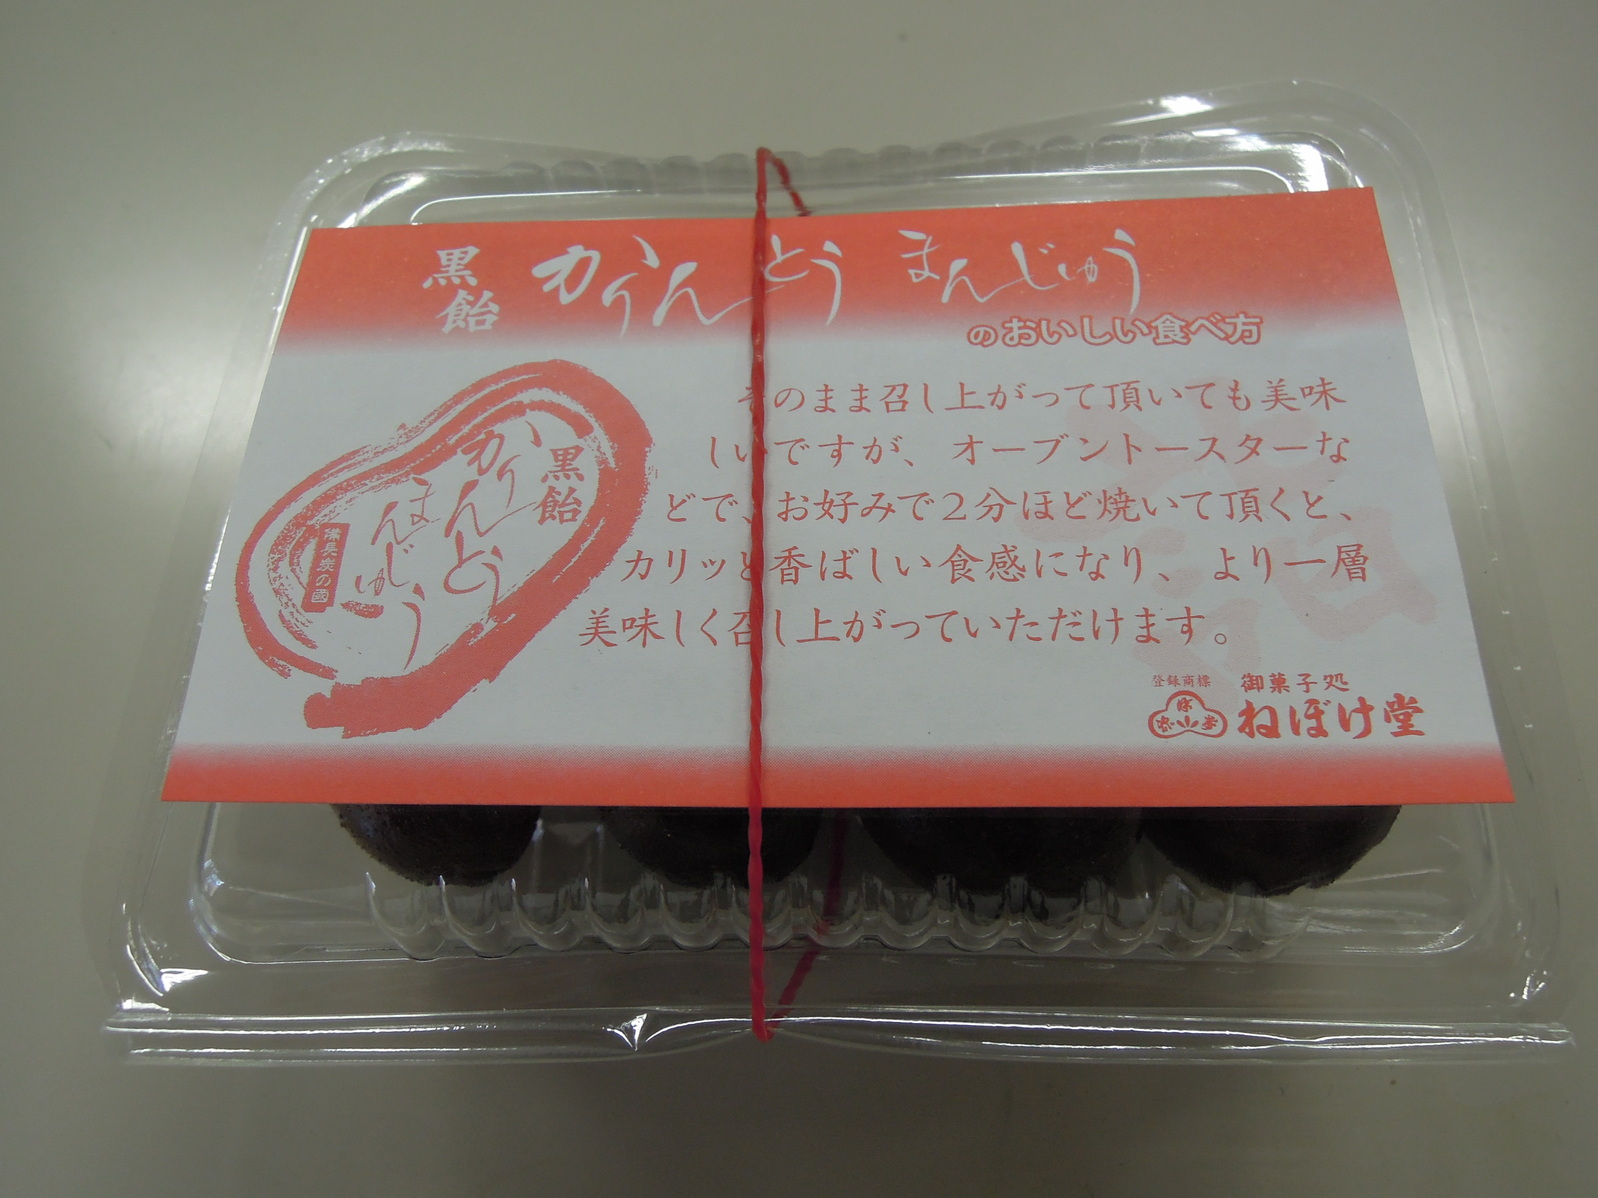 黒飴 かりんとうまんじゅう
のおいしい食べ方
そのまま召し上がって頂いても美味
しいですが、オーブントースターな
どで、お好みで2分ほど焼いて頂くと、
カリッと香ばしい食感になり、より一層
美味しく召し上がっていただけます。
黒飴
かりんとう
まんじゅう
備長炭の國
登録商標
御菓子処
ねぼけ堂